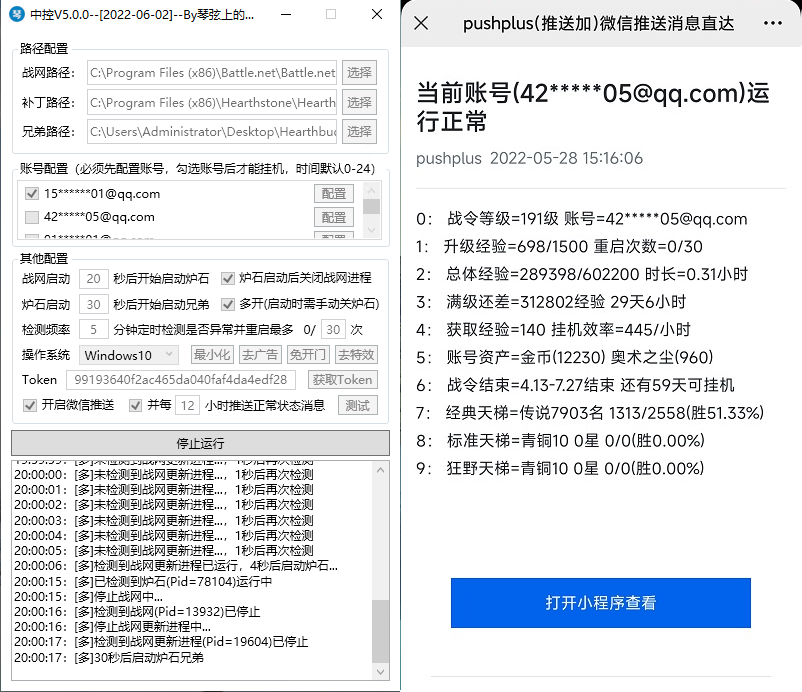 中控V5.0.0--[2022-06-02]--By琴弦上的...
路径配置
战网路径： C:\Program Files (x86)\Battle.net\Battle.net 选择
补丁路径： C:\Program Files (x86)\Hearthstone\Hearth 选择
兄弟路径： C:\Users\Administrator\Desktop\Hearthbud 选择
账号配置（必须先配置账号，勾选账号后才能挂机，时间默认0-24）
15******01@qq.com 配置
42*****05@qq.com 配置
其他配置
战网启动 20 秒后开始启动炉石 炉石启动后关闭战网进程
炉石启动 30 秒后开始启动兄弟 多开(启动时需手动关炉石)
检测频率 5 分钟定时检测是否异常并重启最多 0/ 30 次
操作系统 Windows10 最小化 去广告 免开门 去特效
Token 99193640f2ac465da040faf4da4edf28 获取Token
开启微信推送 并每 12 小时推送正常状态消息 测试
停止运行
19:59:59: [多]未检测到战网更新进程...，1秒后再次检测
20:00:00: [多]未检测到战网更新进程...，1秒后再次检测
20:00:01: [多]未检测到战网更新进程...，1秒后再次检测
20:00:02: [多]未检测到战网更新进程...，1秒后再次检测
20:00:03: [多]未检测到战网更新进程...，1秒后再次检测
20:00:04: [多]未检测到战网更新进程...，1秒后再次检测
20:00:05: [多]未检测到战网更新进程...，1秒后再次检测
20:00:06: [多]检测到战网更新进程已运行，4秒后启动炉石...
20:00:15: [多]已检测到炉石(Pid=78104)运行中
20:00:15: [多]停止战网中...
20:00:16: [多]检测到战网(Pid=13932)已停止
20:00:16: [多]停止战网更新进程中...
20:00:17: [多]检测到战网更新进程(Pid=19604)已停止
20:00:17: [多]30秒后启动炉石兄弟
pushplus(推送加)微信推送消息直达
当前账号(42*****05@qq.com)运
行正常
pushplus 2022-05-28 15:16:06
0： 战令等级=191级 账号=42*****05@qq.com
1： 升级经验=698/1500 重启次数=0/30
2： 总体经验=289398/602200 时长=0.31小时
3： 满级还差=312802经验 29天6小时
4： 获取经验=140 挂机效率=445/小时
5： 账号资产=金币(12230) 奥术之尘(960)
6： 战令结束=4.13-7.27结束 还有59天可挂机
7： 经典天梯=传说7903名 1313/2558(胜51.33%)
8： 标准天梯=青铜10 0星 0/0(胜0.00%)
9： 狂野天梯=青铜10 0星 0/0(胜0.00%)
打开小程序查看